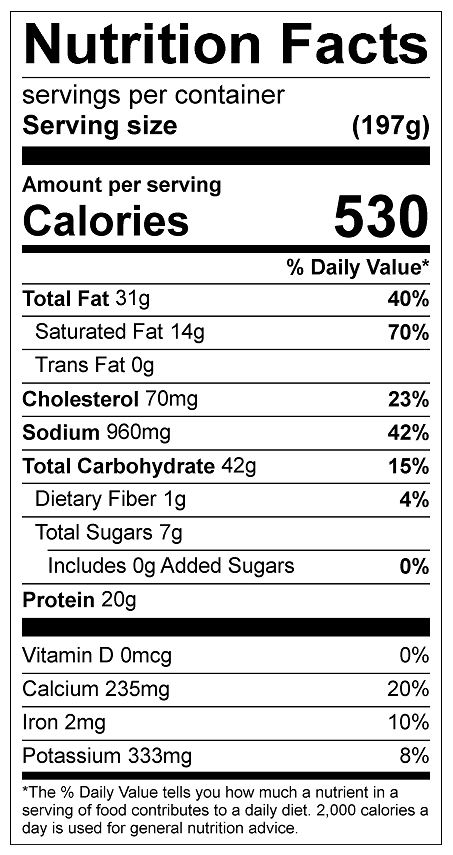 Nutrition Facts
servings per container
Serving size (197g)
Amount per serving
Calories 530
% Daily Value*
Total Fat 31g 40%
Saturated Fat 14g 70%
Trans Fat 0g
Cholesterol 70mg 23%
Sodium 960mg 42%
Total Carbohydrate 42g 15%
Dietary Fiber 1g 4%
Total Sugars 7g
Includes 0g Added Sugars 0%
Protein 20g
Vitamin D 0mcg 0%
Calcium 235mg 20%
Iron 2mg 10%
Potassium 333mg 8%
*The % Daily Value tells you how much a nutrient in a
serving of food contributes to a daily diet. 2,000 calories a
day is used for general nutrition advice.